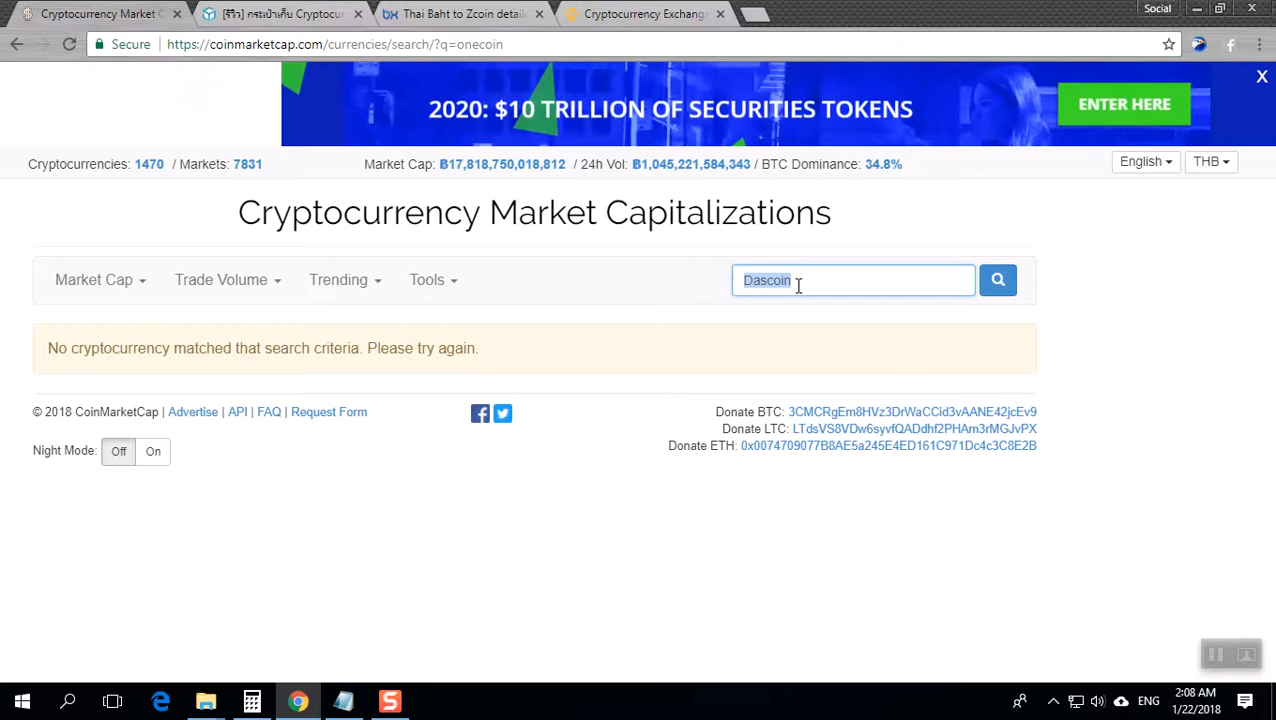 Cryptocurrency Market C
[รีวิว] กระเป๋าเก็บ Cryptocur
Thai Baht to Zcoin detai
Cryptocurrency Exchang
Social
Secure
https://coinmarketcap.com/currencies/search/?q=onecoin
2020: $10 TRILLION OF SECURITIES TOKENS
ENTER HERE
X
Cryptocurrencies: 1470 / Markets: 7831
Market Cap: ฿17,818,750,018,812 / 24h Vol: ฿1,045,221,584,343 / BTC Dominance: 34.8%
English
THB
Cryptocurrency Market Capitalizations
Market Cap
Trade Volume
Trending
Tools
Dascoin
No cryptocurrency matched that search criteria. Please try again.
© 2018 CoinMarketCap | Advertise | API | FAQ | Request Form
Donate BTC: 3CMCRgEm8HVz3DrWaCCid3vAANE42jcEv9
Donate LTC: LTdsVS8VDw6syvfQADdhf2PHAm3rMGJvPX
Donate ETH: 0x0074709077B8AE5a245E4ED161C971Dc4c3C8E2B
Night Mode: Off On
ENG
2:08 AM
1/22/2018